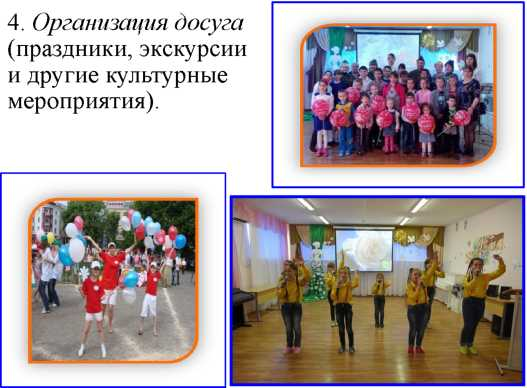 4. Организация досуга
(праздники, экскурсии
и другие культурные
мероприятия).